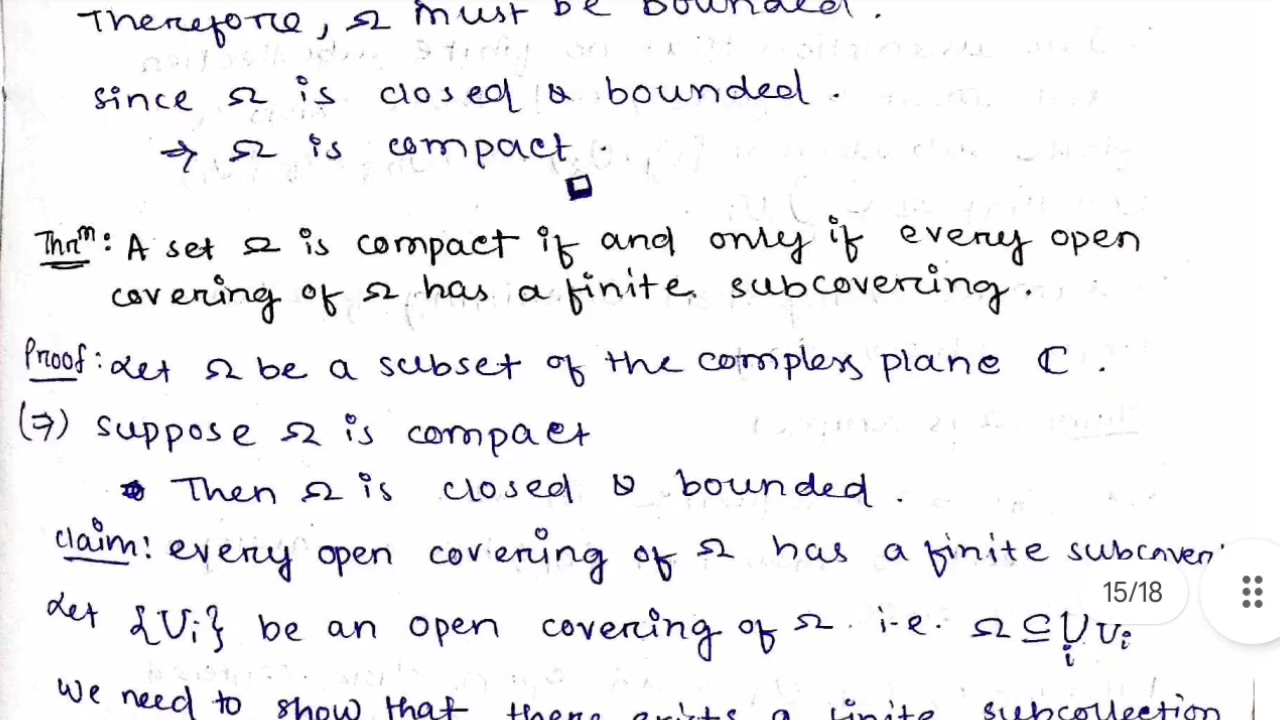 Therefore, Ω must be bounded.
since Ω is closed & bounded.
⇒ Ω is compact.
Thrm: A set Ω is compact if and only if every open
covering of Ω has a finite subcovering.
Proof: Let Ω be a subset of the complex plane ℂ.
(⇒) suppose Ω is compact
Then Ω is closed & bounded.
Claim: every open covering of Ω has a finite subcover
Let {Ui} be an open covering of Ω. i.e. Ω ⊆ ⋃i Ui
15/18
we need to show that there exists a finite subcollection